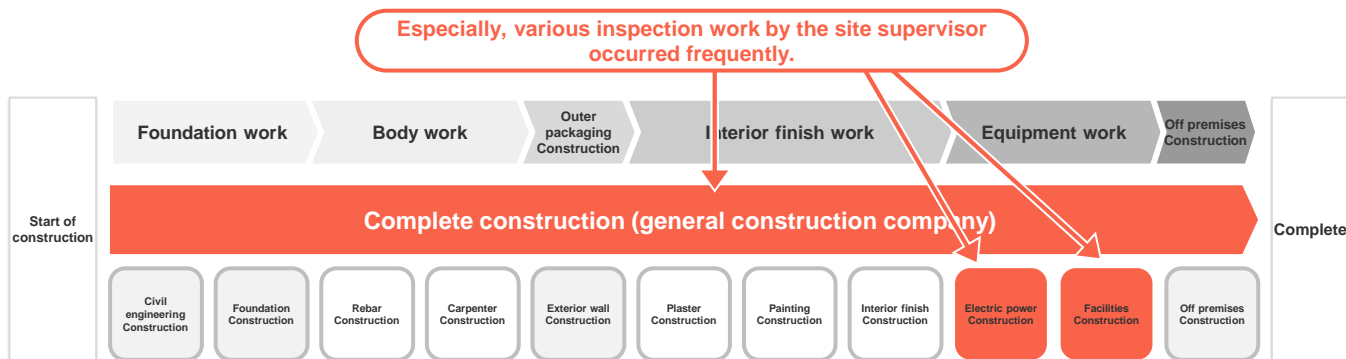 Especially, various inspection work by the site supervisor
occurred frequently.
Start of
construction
Foundation work
Body work
Outer
packaging
Construction
Interior finish work
Equipment work
Off premises
Construction
Complete construction (general construction company)
Complete
Civil
engineering
Construction
Foundation
Construction
Rebar
Construction
Carpenter
Construction
Exterior wall
Construction
Plaster
Construction
Painting
Construction
Interior finish
Construction
Electric power
Construction
Facilities
Construction
Off premises
Construction